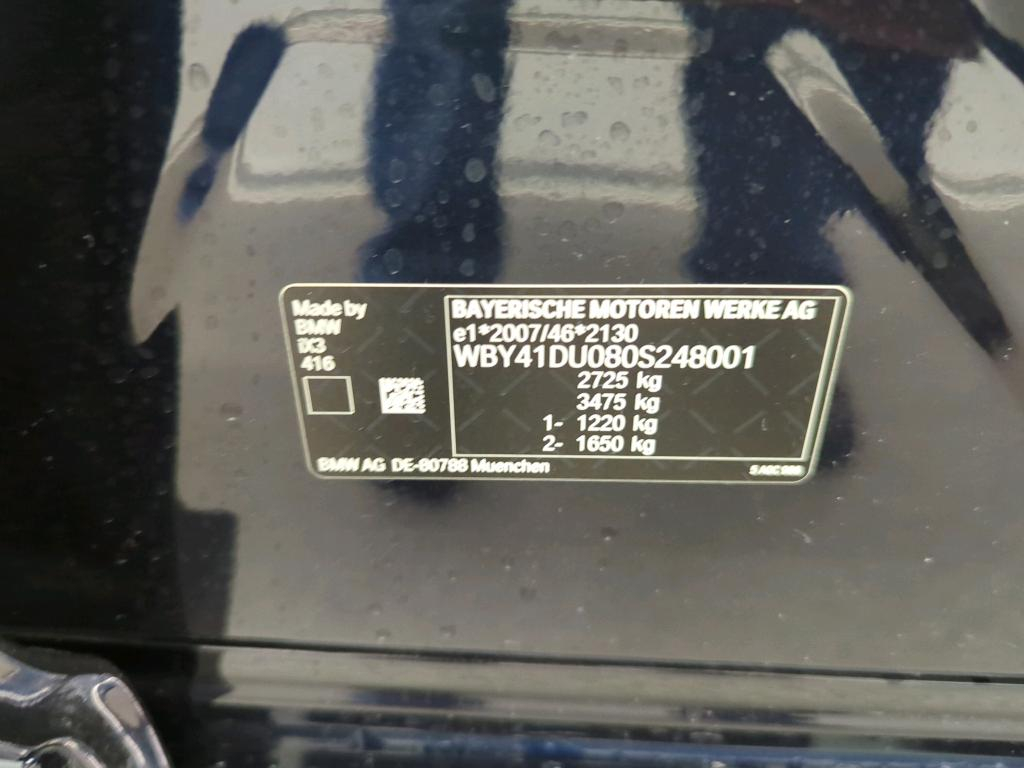 Made by
BMW
iX3
416
BAYERISCHE MOTOREN WERKE AG
e1*2007/46*2130
WBY41DU080S248001
2725 kg
3475 kg
1- 1220 kg
2- 1650 kg
BMW AG DE-80788 Muenchen